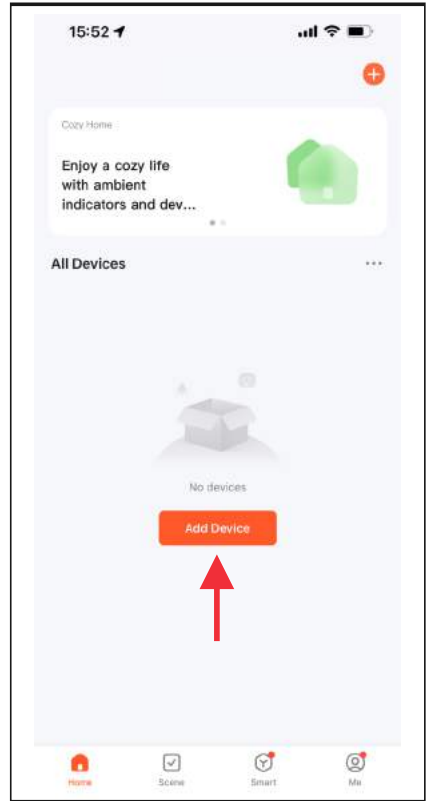 15:52
Cozy Home
Enjoy a cozy life
with ambient
indicators and dev...
All Devices
No devices
Add Device
Home Scene Smart Me